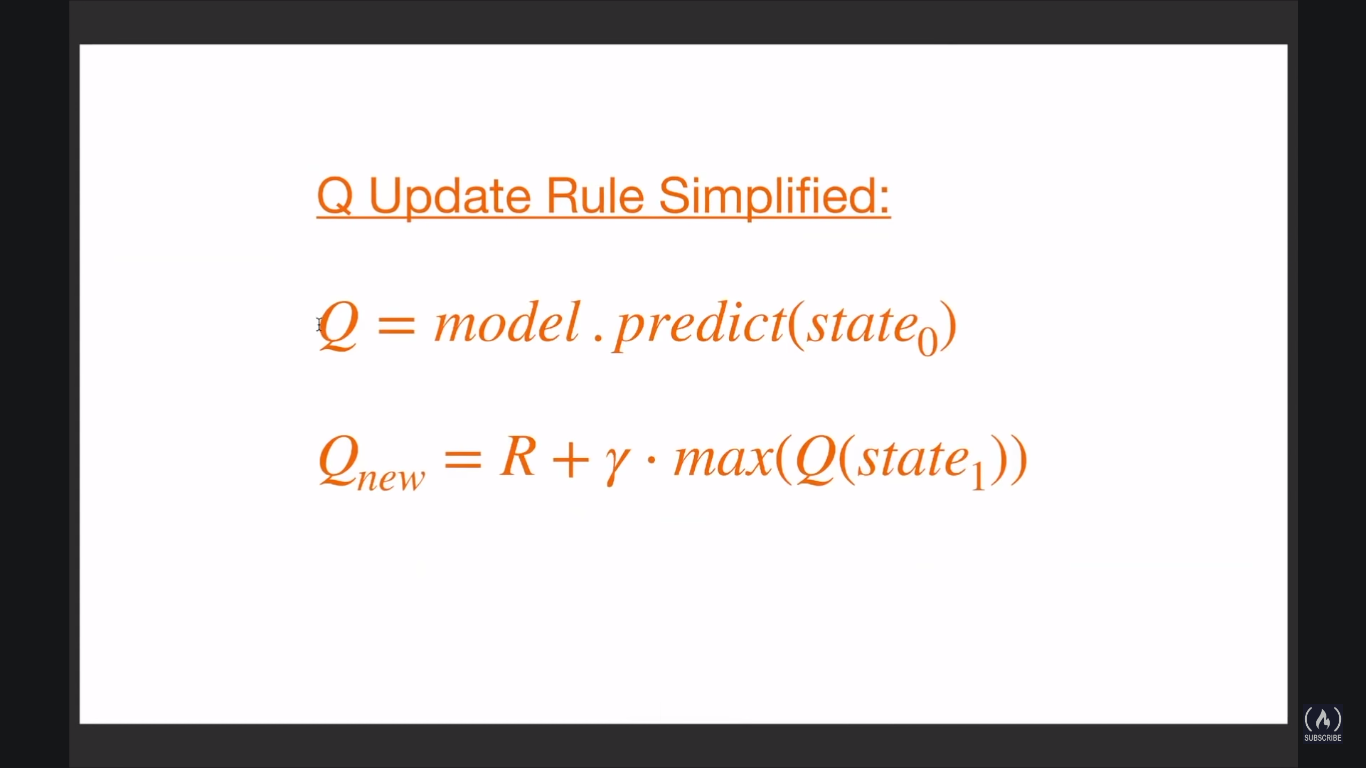 Q Update Rule Simplified:
Q = model . predict(state₀)
Qₙₑw = R + γ · max(Q(state₁))
SUBSCRIBE